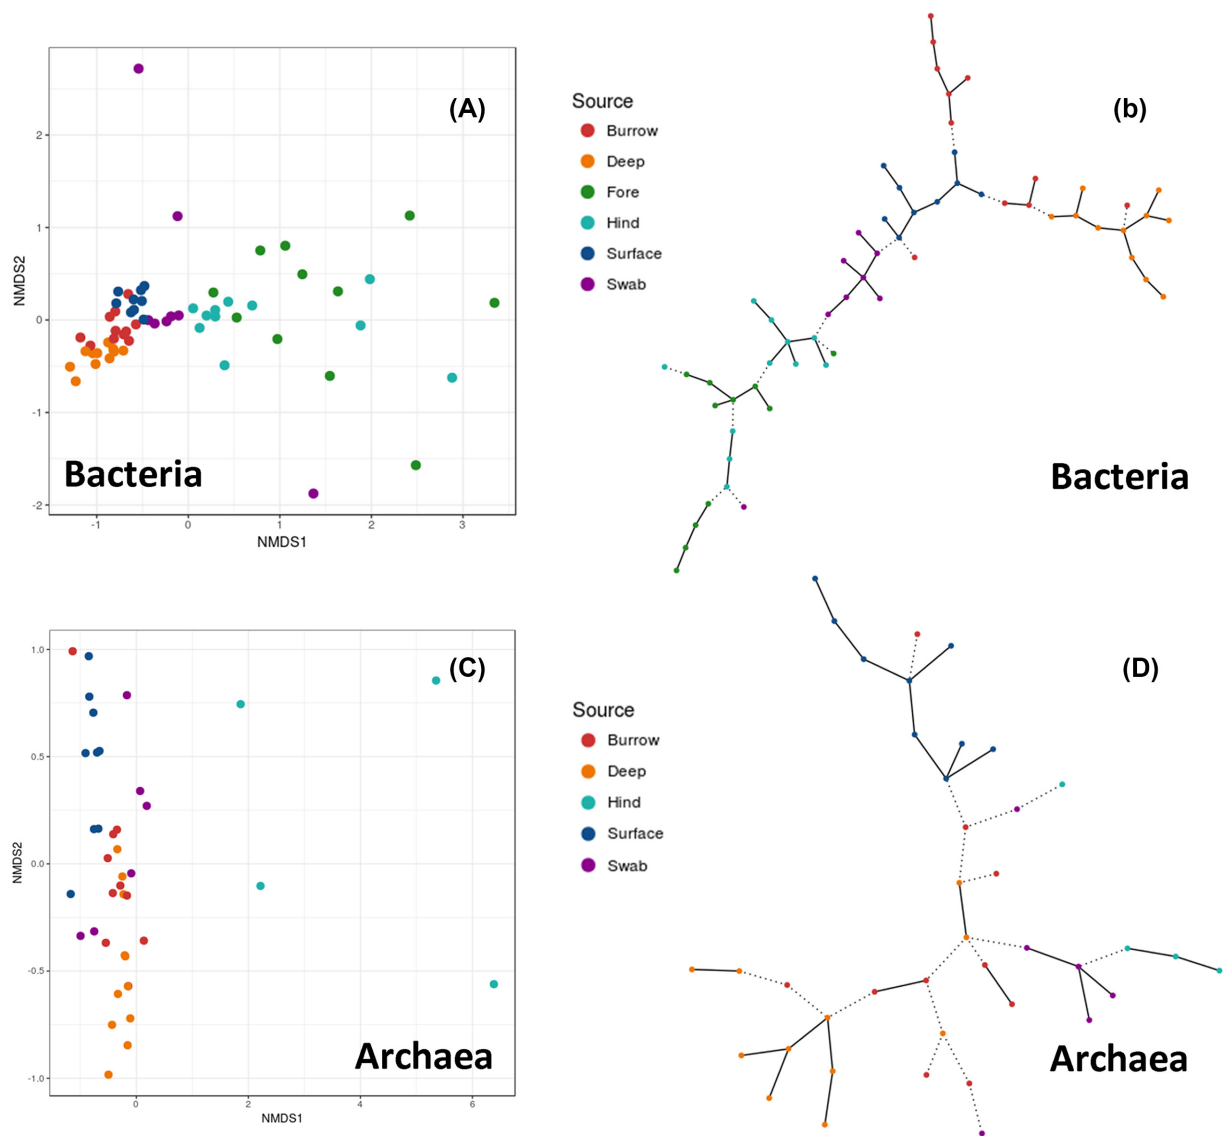 (A)
2
1
0
-1
-2
NMDS2
Bacteria
-1
0
1
2
3
NMDS1
Source
Burrow
Deep
Fore
Hind
Surface
Swab
(b)
Bacteria
(C)
1.0
0.5
0.0
-0.5
-1.0
NMDS2
Archaea
0
2
4
6
NMDS1
Source
Burrow
Deep
Hind
Surface
Swab
(D)
Archaea